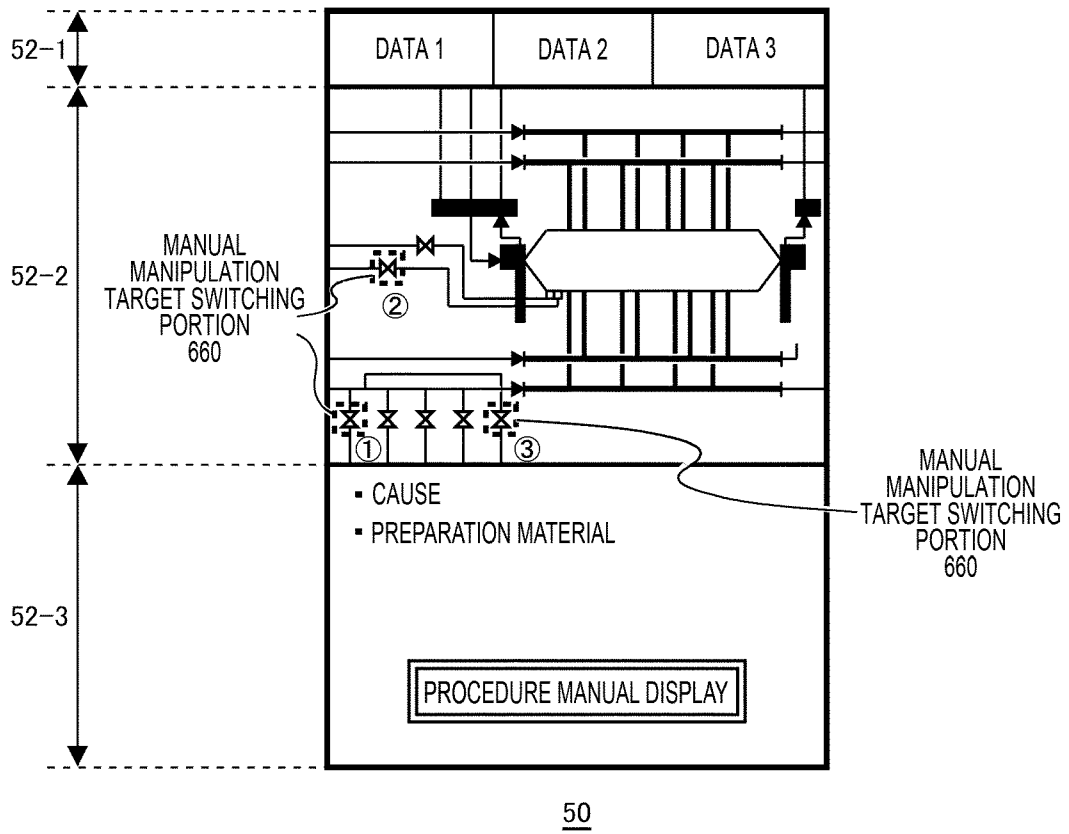 52-1
DATA 1
DATA 2
DATA 3
52-2
MANUAL
MANIPULATION
TARGET SWITCHING
PORTION
660
②
①
③
MANUAL
MANIPULATION
TARGET SWITCHING
PORTION
660
52-3
▪ CAUSE
▪ PREPARATION MATERIAL
PROCEDURE MANUAL DISPLAY
50